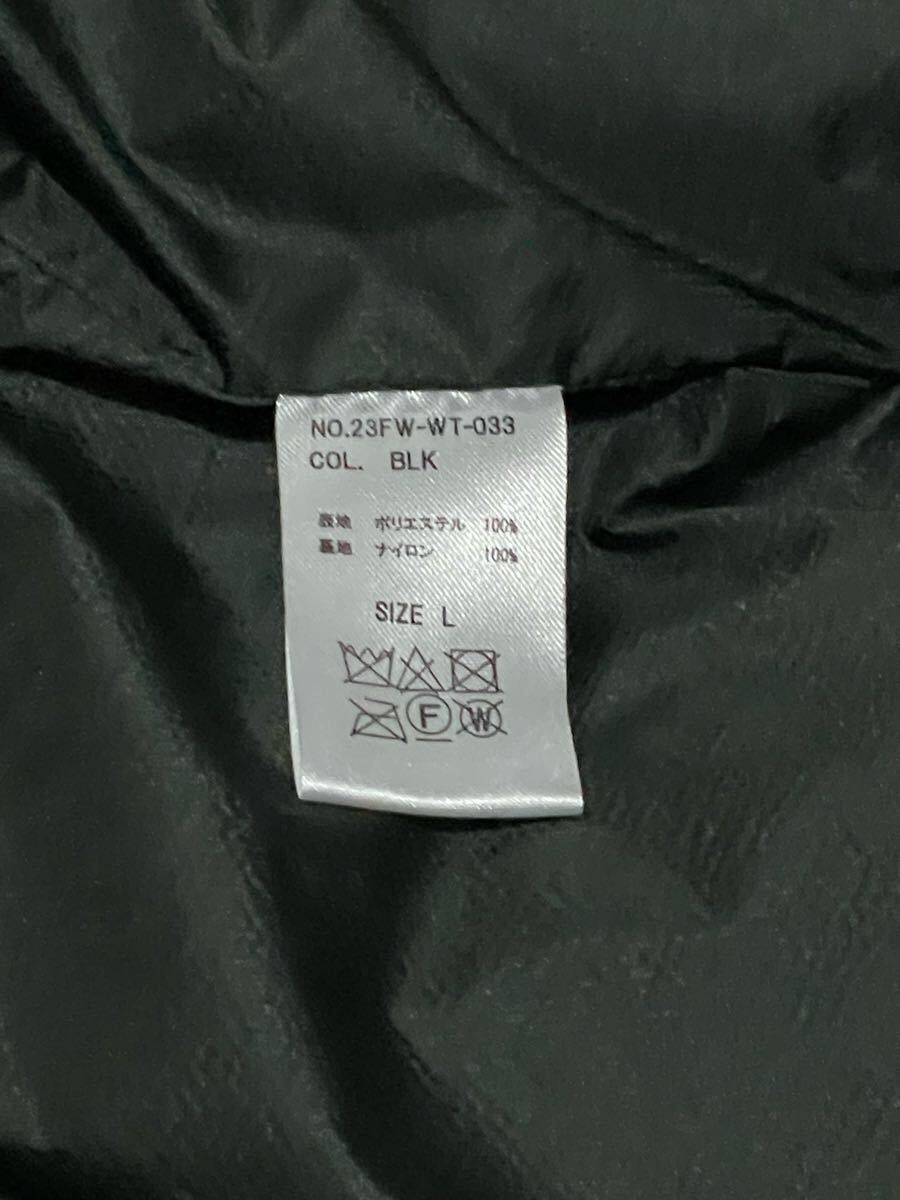 NO.23FW-WT-033
COL. BLK
表地 ポリエステル 100%
裏地 ナイロン 100%
SIZE L
F W